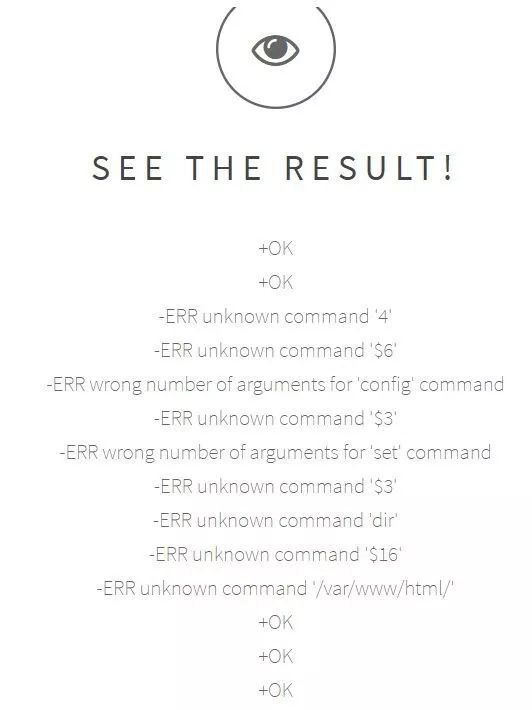 SEE THE RESULT!
+OK
+OK
-ERR unknown command '4'
-ERR unknown command '$6'
-ERR wrong number of arguments for 'config' command
-ERR unknown command '$3'
-ERR wrong number of arguments for 'set' command
-ERR unknown command '$3'
-ERR unknown command 'dir'
-ERR unknown command '$16'
-ERR unknown command '/var/www/html/'
+OK
+OK
+OK